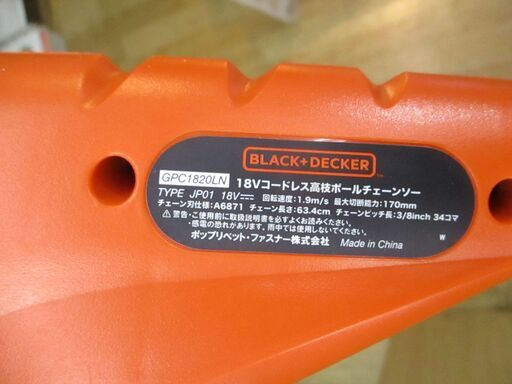 BLACK+DECKER
GPC1820LN 18Vコードレス高枝ポールチェーンソー
TYPE JP01 18V⎓ 回転速度:1.9m/s 最大切断能力:170mm
チェーン刃仕様:A6871 チェーン長さ:63.4cm チェーンピッチ長:3/8inch 34コマ
⚠警告・ご使用前に取扱説明書を必ずよくお読みください。
・感電の恐れがあります。雨中では使用しないでください。
ポップリベット・ファスナー株式会社 Made in China
W